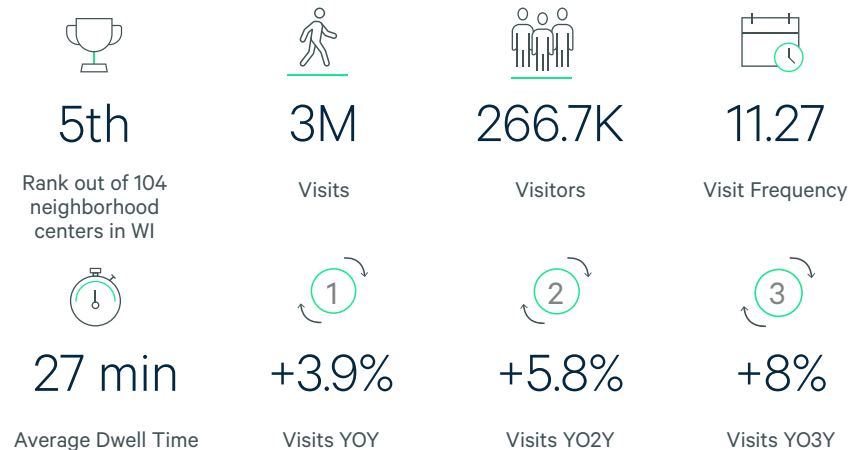 5th
3M
266.7K
11.27
Rank out of 104
neighborhood
centers in WI
Visits
Visitors
Visit Frequency
1
2
3
27 min
+3.9%
+5.8%
+8%
Average Dwell Time
Visits YOY
Visits YO2Y
Visits YO3Y